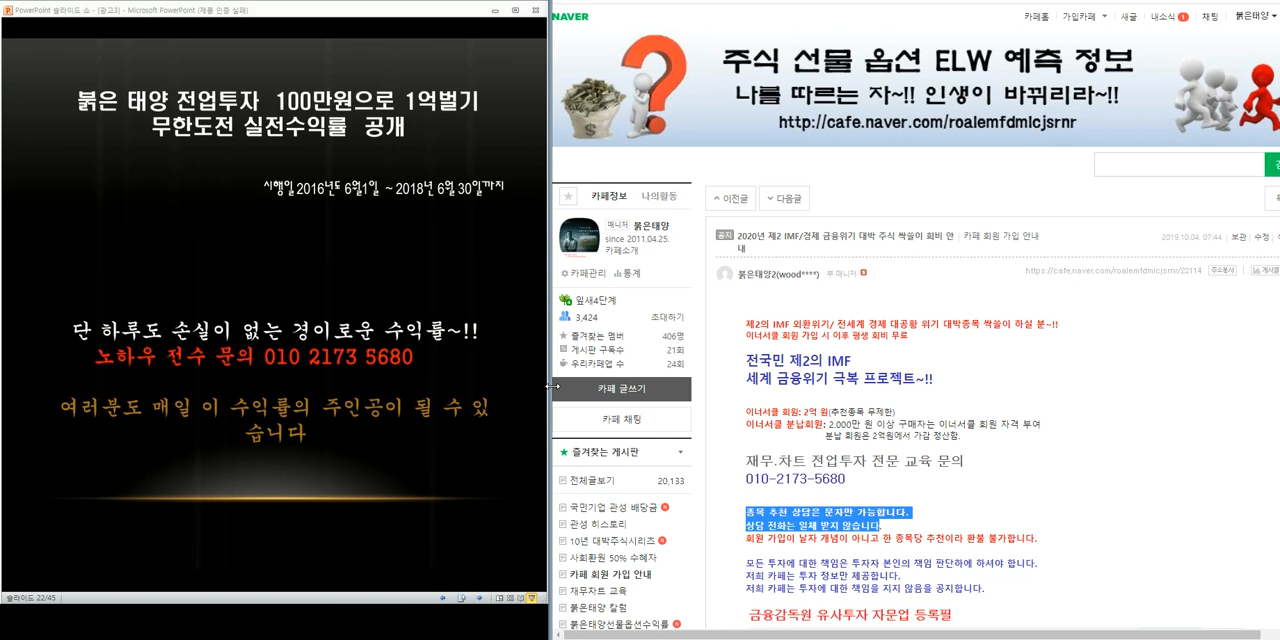 PowerPoint 슬라이드 쇼 - [광고3] - Microsoft PowerPoint (제품 인증 실패)
붉은 태양 전업투자 100만원으로 1억벌기
무한도전 실전수익률 공개
시행일 2016년도 6월1일 ~ 2018년 6월 30일까지
단 하루도 손실이 없는 경이로운 수익률~!!
노하우 전수 문의 010 2173 5680
여러분도 매일 이 수익률의 주인공이 될 수 있
습니다
슬라이드 22/45
NAVER
카페홈 가입카페 새글 내소식 1 채팅 붉은태양
주식 선물 옵션 ELW 예측 정보
나를 따르는 자~!! 인생이 바뀌리라~!!
http://cafe.naver.com/roalemfdmlcjsrnr
카페정보 나의활동
매니저 붉은태양
since 2011.04.25.
카페소개
카페관리 통계
잎새4단계
3,424 초대하기
즐겨찾는 멤버 406명
게시판 구독수 21회
우리카페앱 수 24회
카페 글쓰기
카페 채팅
즐겨찾는 게시판
전체글보기 20,133
국민기업 관성 배당금
관성 히스토리
10년 대박주식시리즈
사회환원 50% 수혜자
카페 회원 가입 안내
재무차트 교육
붉은태양 칼럼
붉은태양선물옵션수익률
이전글 다음글
공지 2020년 제2 IMF/경제 금융위기 대박 주식 싹쓸이 회비 안 | 카페 회원 가입 안내 2019.10.04. 07:44 | 보관 | 수정
내
붉은태양2(wood****) 부매니저 https://cafe.naver.com/roalemfdmlcjsrnr/22114 주소복사
제2의 IMF 외환위기/ 전세계 경제 대공황 위기 대박종목 싹쓸이 하실 분~!!
이너서클 회원 가입 시 이후 평생 회비 무료
전국민 제2의 IMF
세계 금융위기 극복 프로젝트~!!
이너서클 회원: 2억 원(추천종목 무제한)
이너서클 분납회원: 2.000만 원 이상 구매자는 이너서클 회원 자격 부여
분납 회원은 2억원에서 가감 정산함.
재무.차트 전업투자 전문 교육 문의
010-2173-5680
종목 추천 상담은 문자만 가능합니다.
상담 전화는 일체 받지 않습니다.
회원 가입이 날자 개념이 아니고 한 종목당 추천이라 환불 불가합니다.
모든 투자에 대한 책임은 투자자 본인의 책임 판단하에 하셔야 합니다.
저희 카페는 투자 정보만 제공합니다.
저희 카페는 투자에 대한 책임을 지지 않음을 공지합니다.
금융감독원 유사투자 자문업 등록필